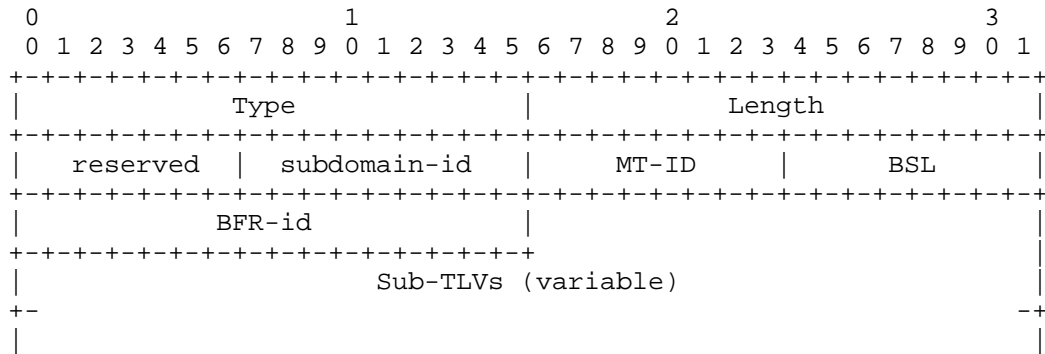 0                   1                   2                   3
 0 1 2 3 4 5 6 7 8 9 0 1 2 3 4 5 6 7 8 9 0 1 2 3 4 5 6 7 8 9 0 1
+-+-+-+-+-+-+-+-+-+-+-+-+-+-+-+-+-+-+-+-+-+-+-+-+-+-+-+-+-+-+-+-+
|             Type              |            Length             |
+-+-+-+-+-+-+-+-+-+-+-+-+-+-+-+-+-+-+-+-+-+-+-+-+-+-+-+-+-+-+-+-+
|   reserved  |  subdomain-id   |     MT-ID     |      BSL      |
+-+-+-+-+-+-+-+-+-+-+-+-+-+-+-+-+-+-+-+-+-+-+-+-+-+-+-+-+-+-+-+-+
|            BFR-id             |                               |
+-+-+-+-+-+-+-+-+-+-+-+-+-+-+-+-+                               |
|                      Sub-TLVs (variable)                      |
+-                                                             -+
|                                                               |